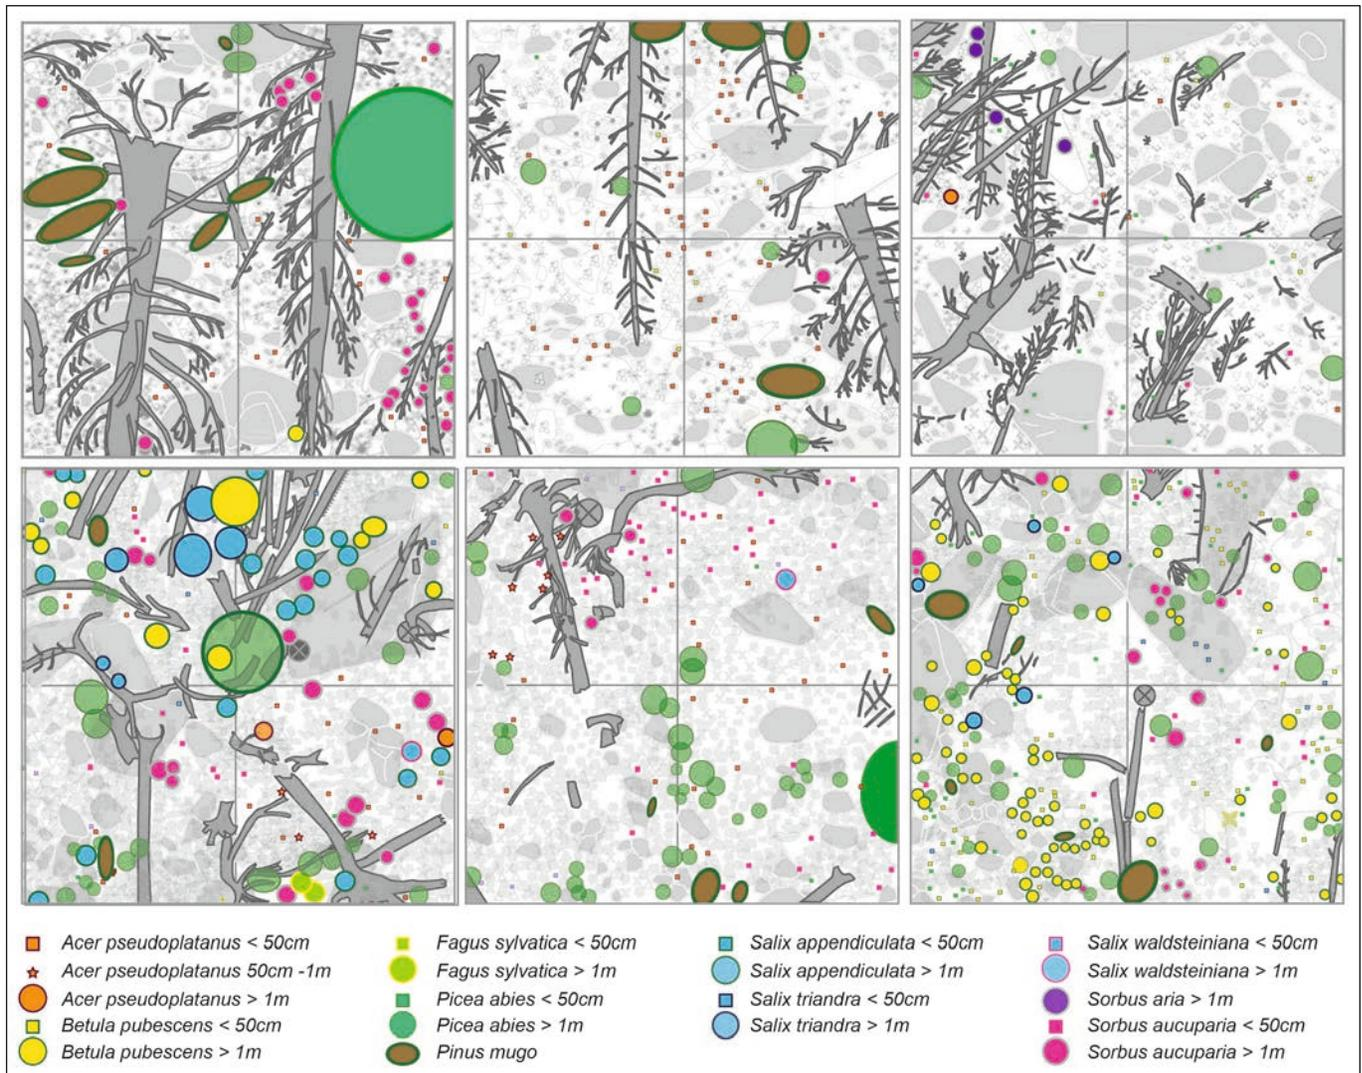 Acer pseudoplatanus < 50cm
Acer pseudoplatanus 50cm -1m
Acer pseudoplatanus > 1m
Betula pubescens < 50cm
Betula pubescens > 1m
Fagus sylvatica < 50cm
Fagus sylvatica > 1m
Picea abies < 50cm
Picea abies > 1m
Pinus mugo
Salix appendiculata < 50cm
Salix appendiculata > 1m
Salix triandra < 50cm
Salix triandra > 1m
Salix waldsteiniana < 50cm
Salix waldsteiniana > 1m
Sorbus aria > 1m
Sorbus aucuparia < 50cm
Sorbus aucuparia > 1m